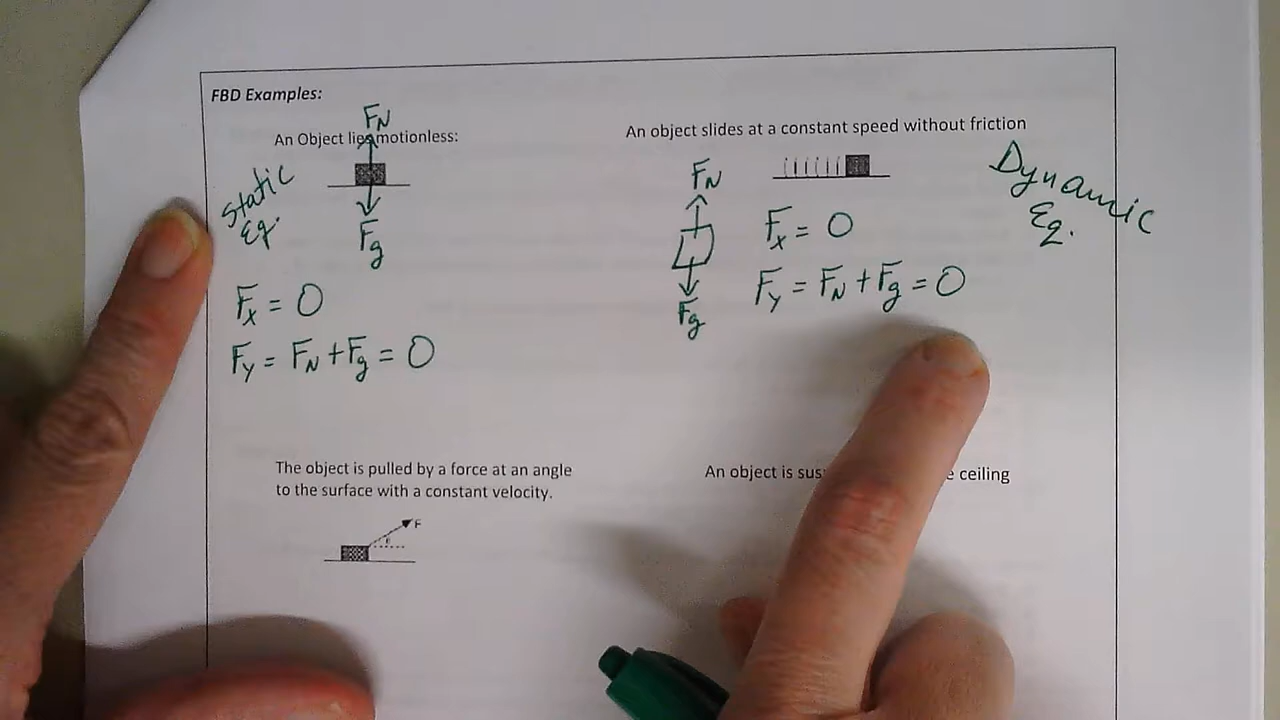 FBD Examples:
An Object lies motionless:
FN
Static
Eq.
Fg
Fx = 0
Fy = FN + Fg = 0
An object slides at a constant speed without friction
FN
Fg
Fx = 0
Fy = FN + Fg = 0
Dynamic
Eq.
The object is pulled by a force at an angle
to the surface with a constant velocity.
F
An object is ceiling